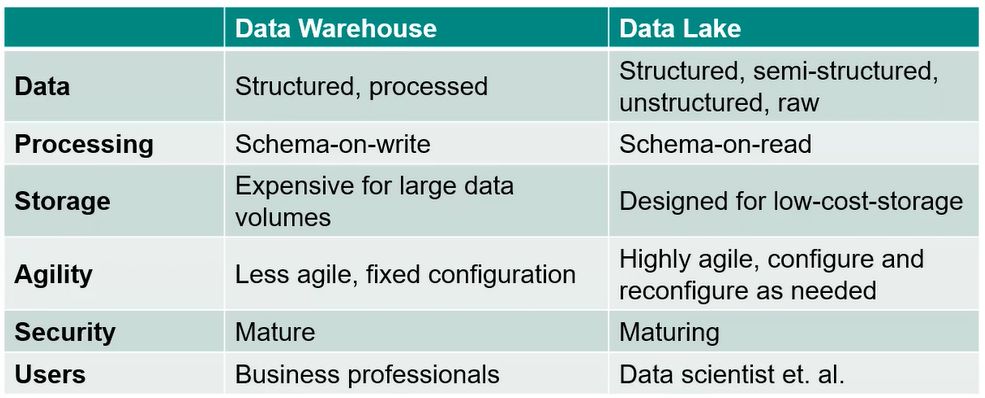 Data Warehouse Data Lake
Data Structured, processed Structured, semi-structured,
unstructured, raw
Processing Schema-on-write Schema-on-read
Storage Expensive for large data
volumes Designed for low-cost-storage
Agility Less agile, fixed configuration Highly agile, configure and
reconfigure as needed
Security Mature Maturing
Users Business professionals Data scientist et. al.